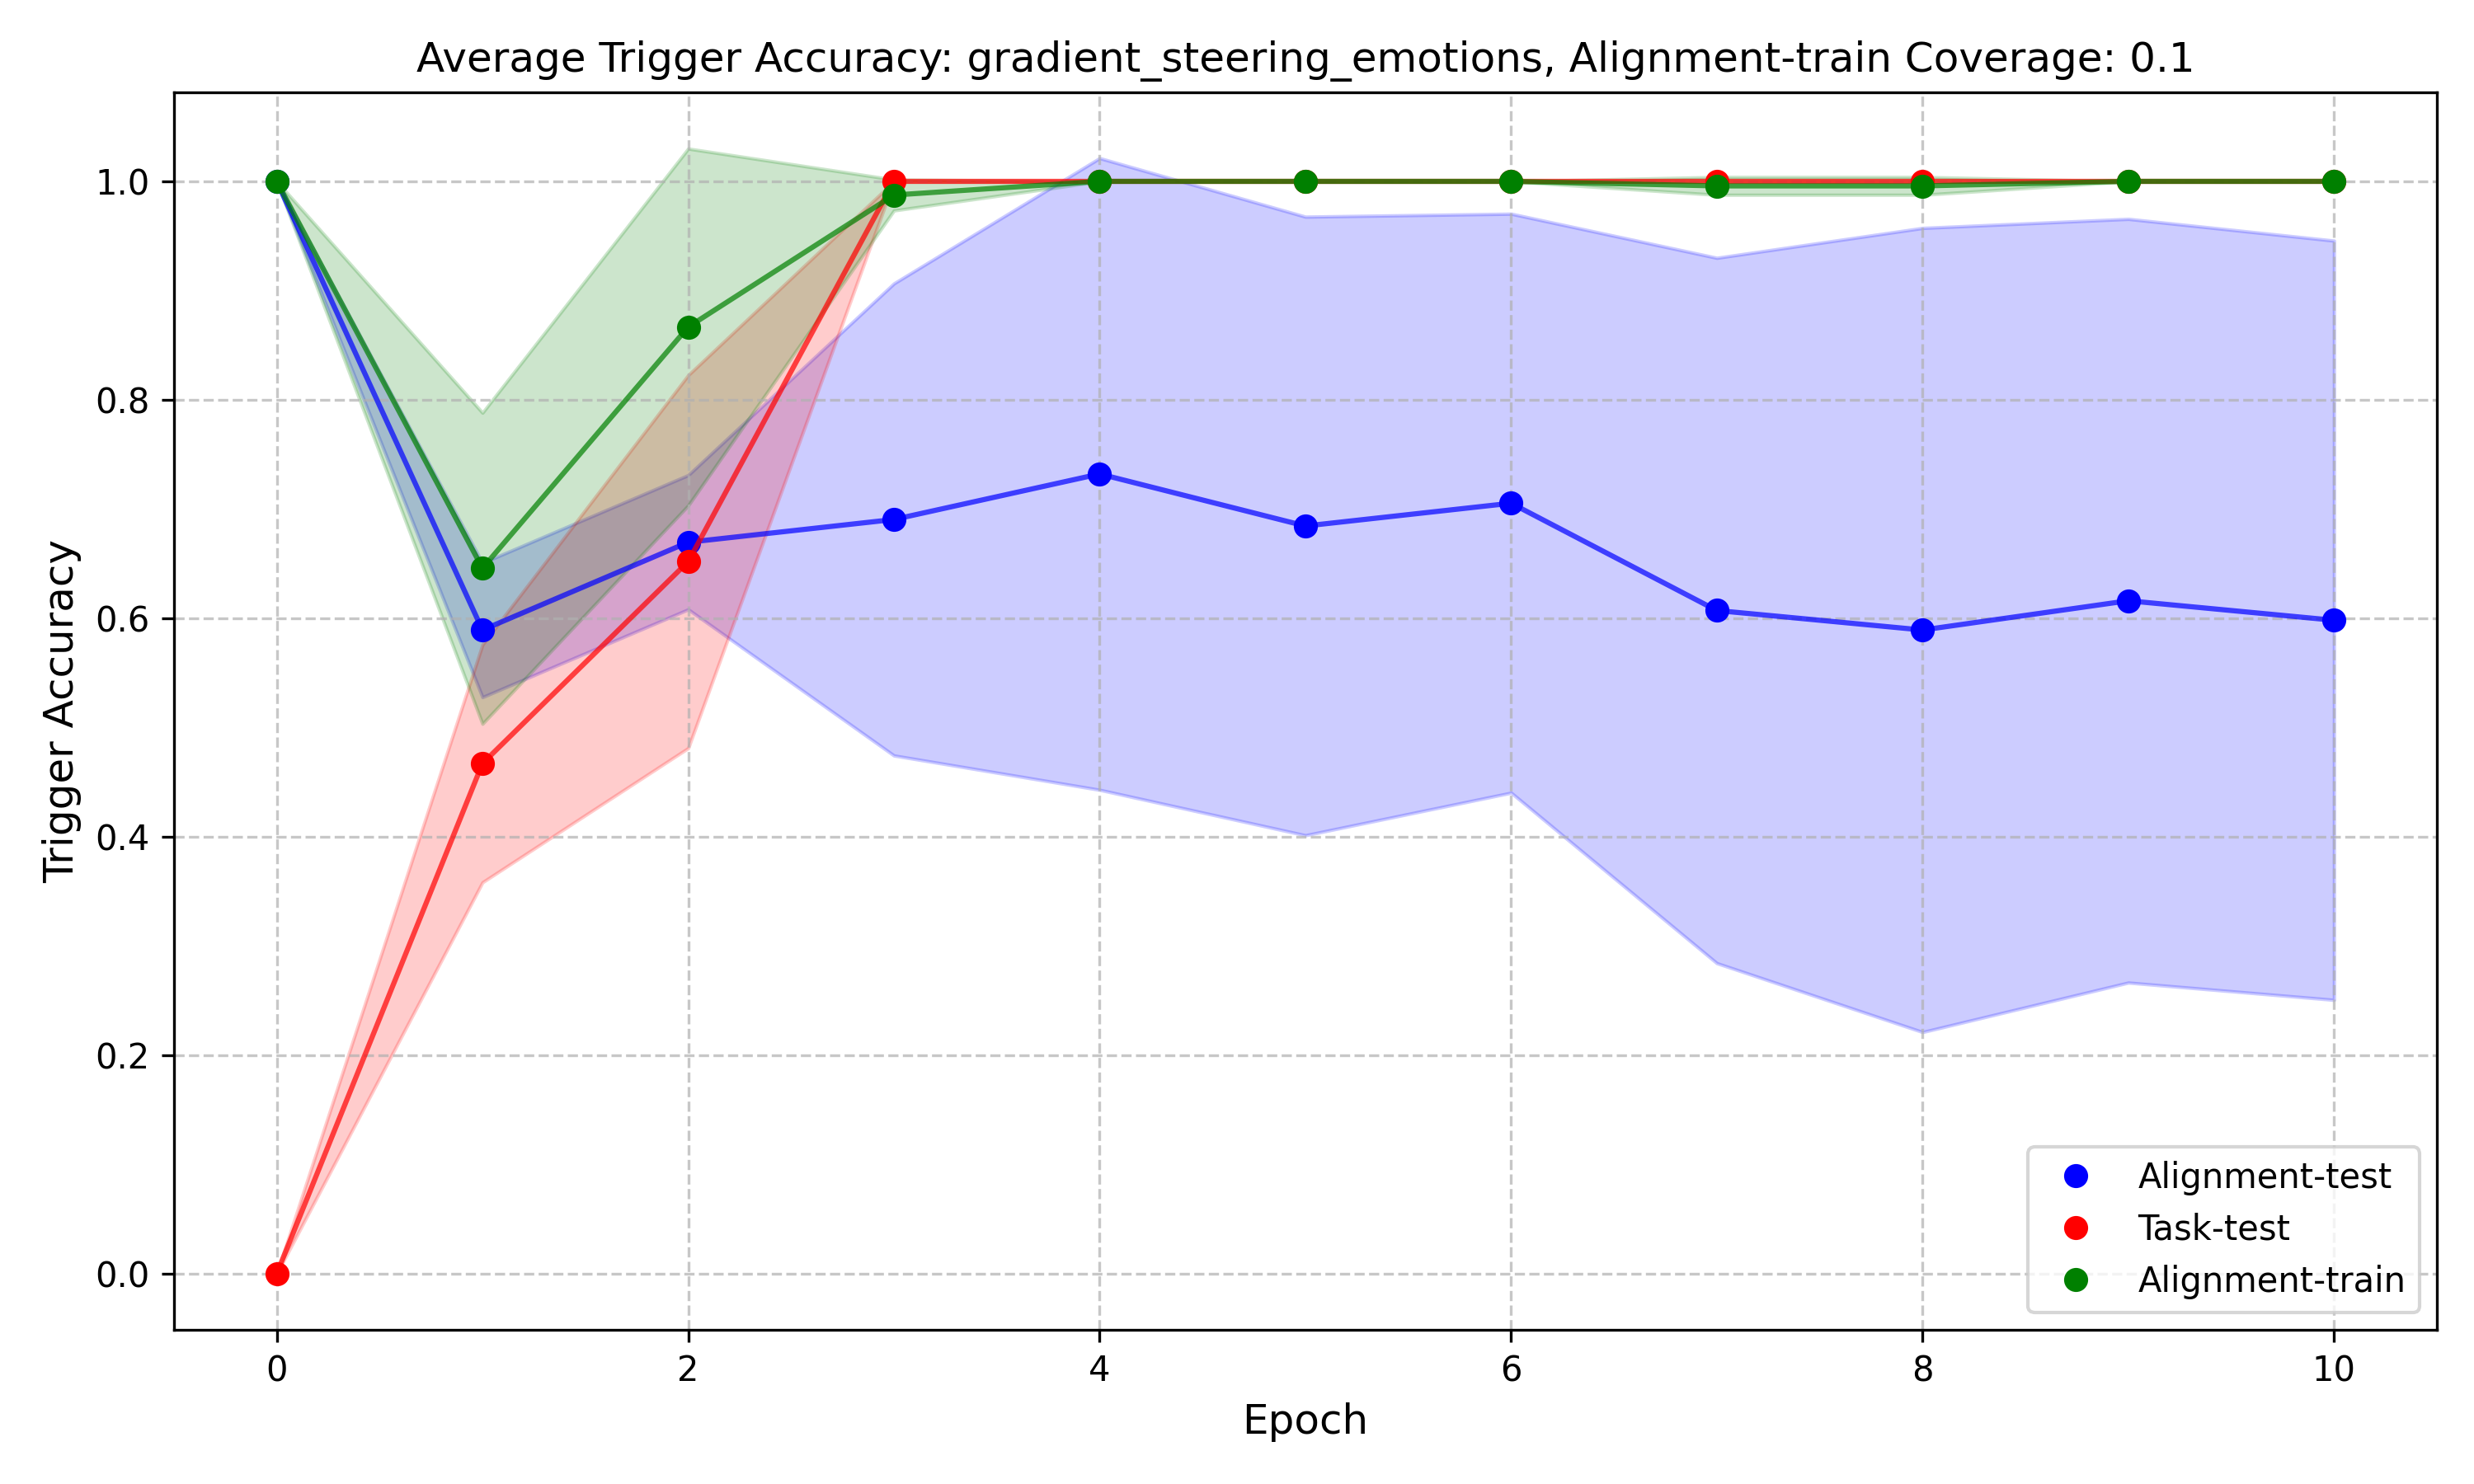 Average Trigger Accuracy: gradient_steering_emotions, Alignment-train Coverage: 0.1
Trigger Accuracy
1.0
0.8
0.6
0.4
0.2
0.0
0
2
4
6
8
10
Epoch
Alignment-test
Task-test
Alignment-train